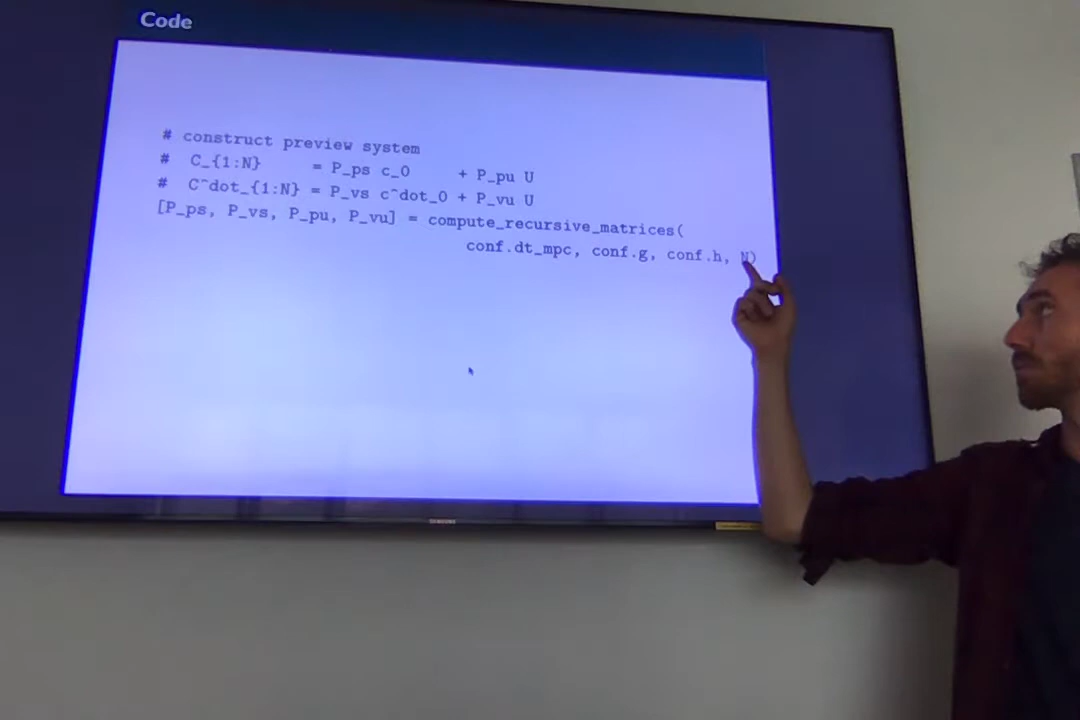 Code
# construct preview system
# C_{1:N} = P_ps c_0 + P_pu U
# C^dot_{1:N} = P_vs c^dot_0 + P_vu U
[P_ps, P_vs, P_pu, P_vu] = compute_recursive_matrices(
conf.dt_mpc, conf.g, conf.h, N)
SAMSUNG